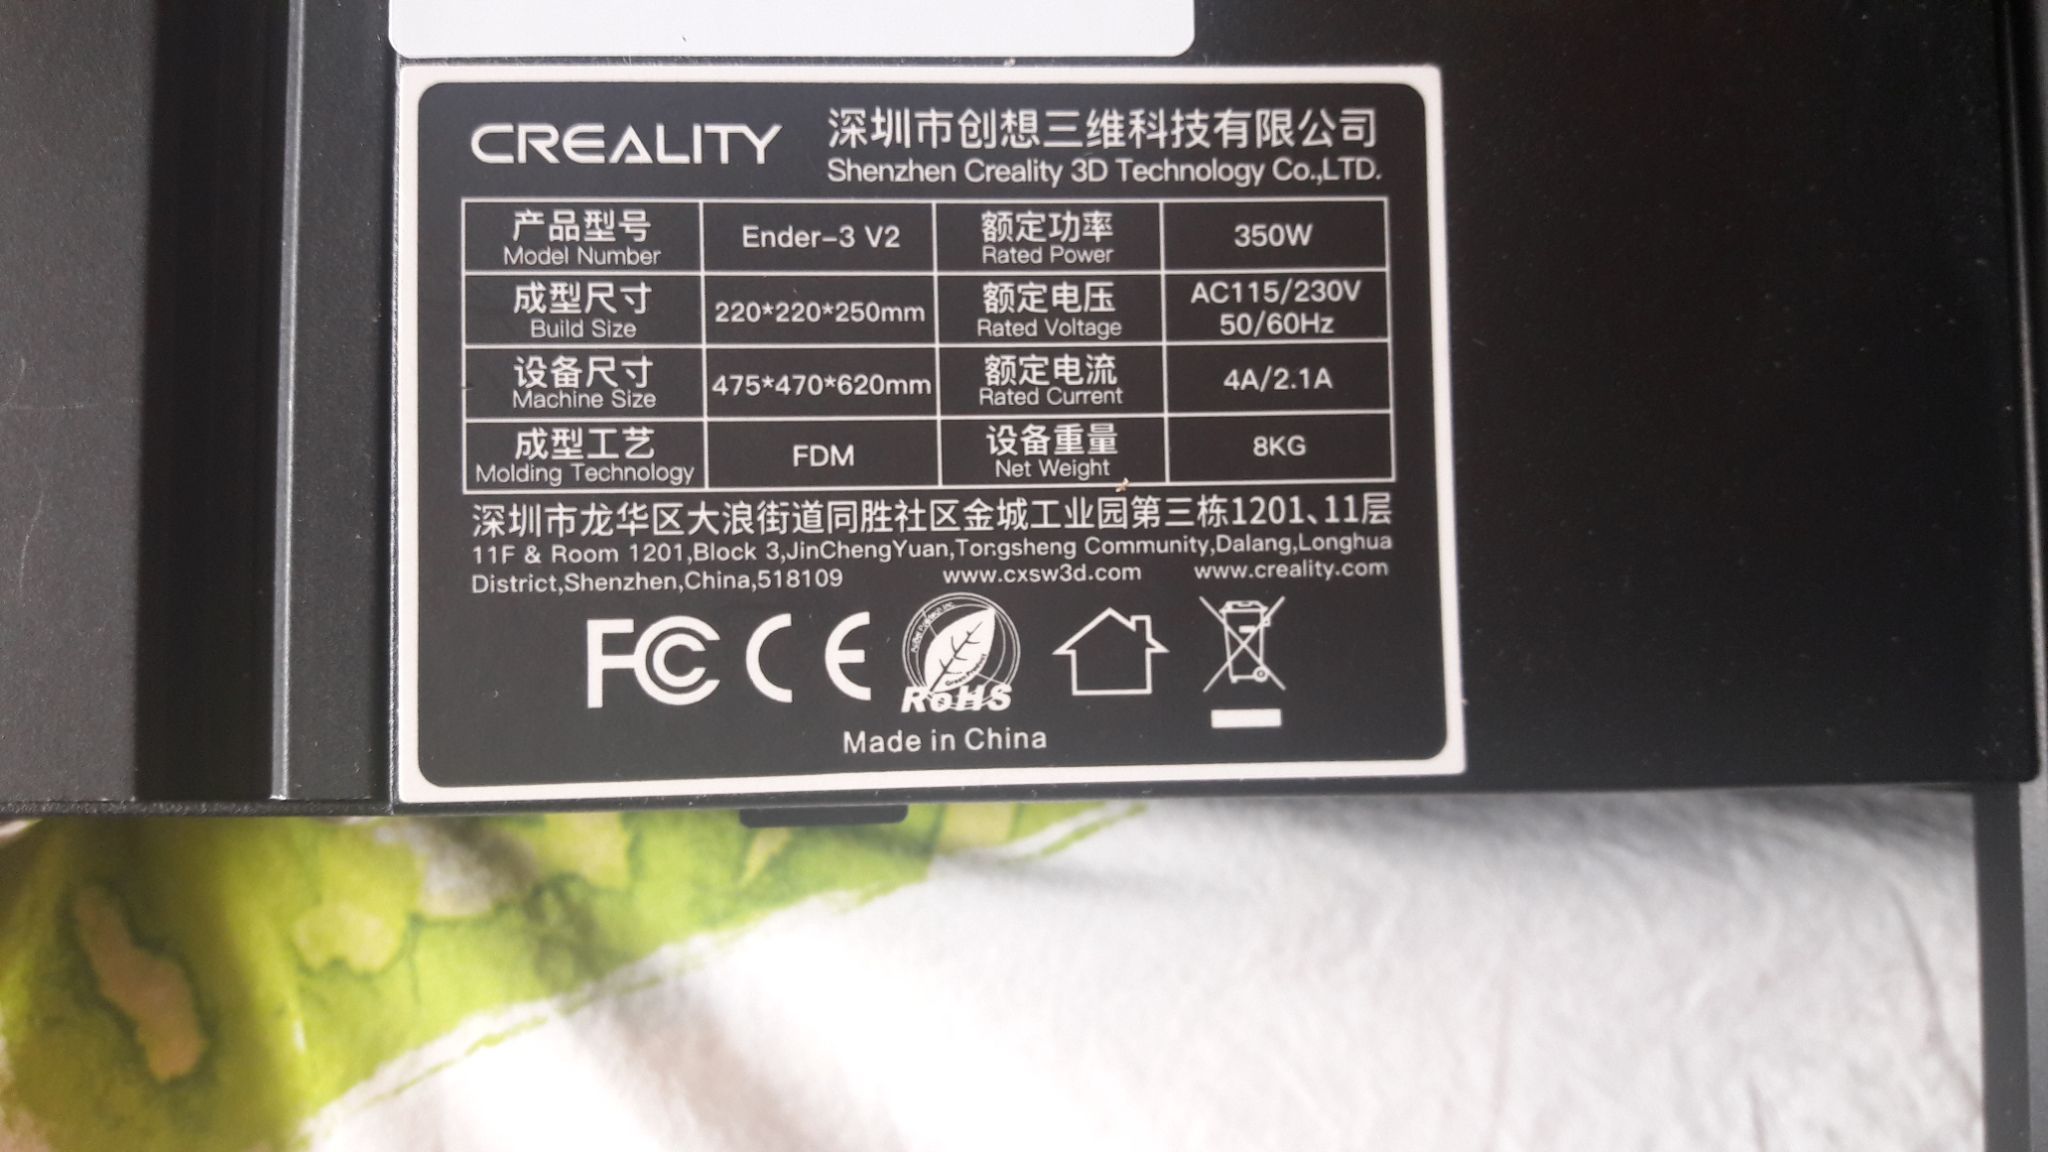 CREALITY
深圳市创想三维科技有限公司
Shenzhen Creality 3D Technology Co.,LTD.
产品型号
Model Number
Ender-3 V2
额定功率
Rated Power
350W
成型尺寸
Build Size
220*220*250mm
额定电压
Rated Voltage
AC115/230V
50/60Hz
设备尺寸
Machine Size
475*470*620mm
额定电流
Rated Current
4A/2.1A
成型工艺
Molding Technology
FDM
设备重量
Net Weight
8KG
深圳市龙华区大浪街道同胜社区金城工业园第三栋1201、11层
11F & Room 1201,Block 3,JinChengYuan,Tongsheng Community,Dalang,Longhua
District,Shenzhen,China,518109
www.cxsw3d.com
www.creality.com
FC
CE
Green Product
RoHS
Made in China